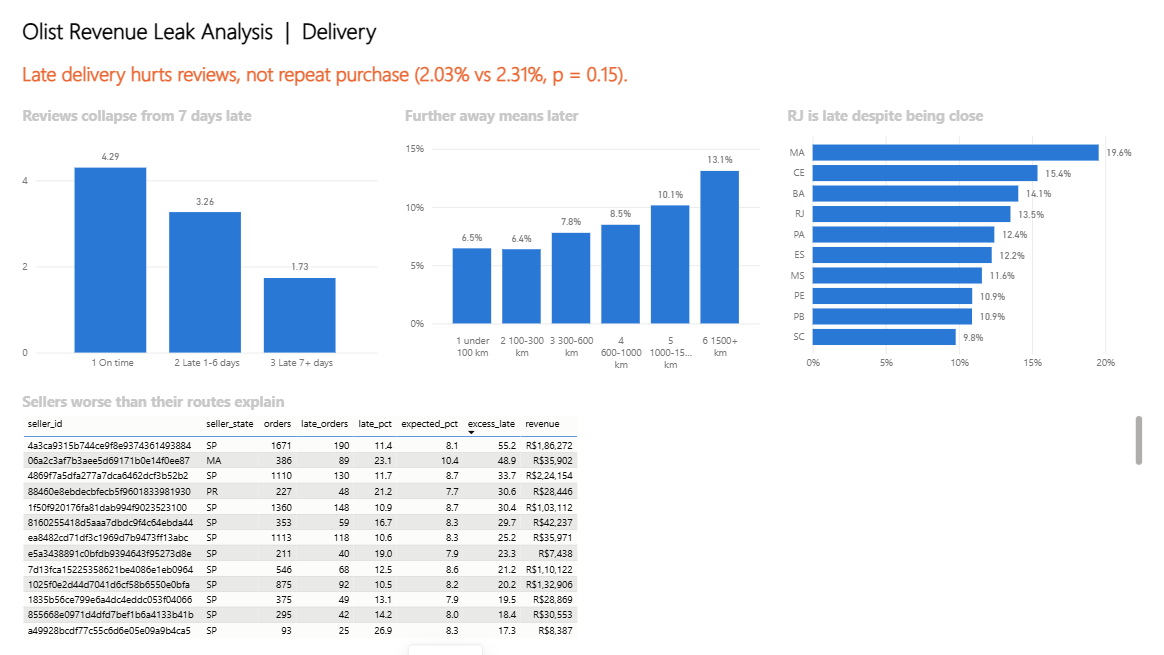 Olist Revenue Leak Analysis | Delivery
Late delivery hurts reviews, not repeat purchase (2.03% vs 2.31%, p = 0.15).
Reviews collapse from 7 days late
4.29
3.26
1.73
4
2
0
1 On time
2 Late 1-6 days
3 Late 7+ days
Further away means later
15%
10%
5%
0%
6.5%
6.4%
7.8%
8.5%
10.1%
13.1%
1 under 100 km
2 100-300 km
3 300-600 km
4 600-1000 km
5 1000-15... km
6 1500+ km
RJ is late despite being close
MA 19.6%
CE 15.4%
BA 14.1%
RJ 13.5%
PA 12.4%
ES 12.2%
MS 11.6%
PE 10.9%
PB 10.9%
SC 9.8%
0% 5% 10% 15% 20%
Sellers worse than their routes explain
seller_id seller_state orders late_orders late_pct expected_pct excess_late revenue
4a3ca9315b744ce9f8e9374361493884 SP 1671 190 11.4 8.1 55.2 R$1,86,272
06a2c3af7b3aee5d69171b0e14f0ee87 MA 386 89 23.1 10.4 48.9 R$35,902
4869f7a5dfa277a7dca6462dcf3b52b2 SP 1110 130 11.7 8.7 33.7 R$2,24,154
88460e8ebdecbfecb5f9601833981930 PR 227 48 21.2 7.7 30.6 R$28,446
1f50f920176fa81dab994f9023523100 SP 1360 148 10.9 8.7 30.4 R$1,03,112
8160255418d5aaa7dbdc9f4c64ebda44 SP 353 59 16.7 8.3 29.7 R$42,237
ea8482cd71df3c1969d7b9473ff13abc SP 1113 118 10.6 8.3 25.2 R$35,971
e5a3438891c0bfdb9394643f95273d8e SP 211 40 19.0 7.9 23.3 R$7,438
7d13fca15225358621be4086e1eb0964 SP 546 68 12.5 8.6 21.2 R$1,10,122
1025f0e2d44d7041d6cf58b6550e0bfa SP 875 92 10.5 8.2 20.2 R$1,32,906
1835b56ce799e6a4dc4eddc053f04066 SP 375 49 13.1 7.9 19.5 R$28,869
855668e0971d4dfd7bef1b6a4133b41b SP 295 42 14.2 8.0 18.4 R$30,553
a49928bcdf77c55c6d6e05e09a9b4ca5 SP 93 25 26.9 8.3 17.3 R$8,387